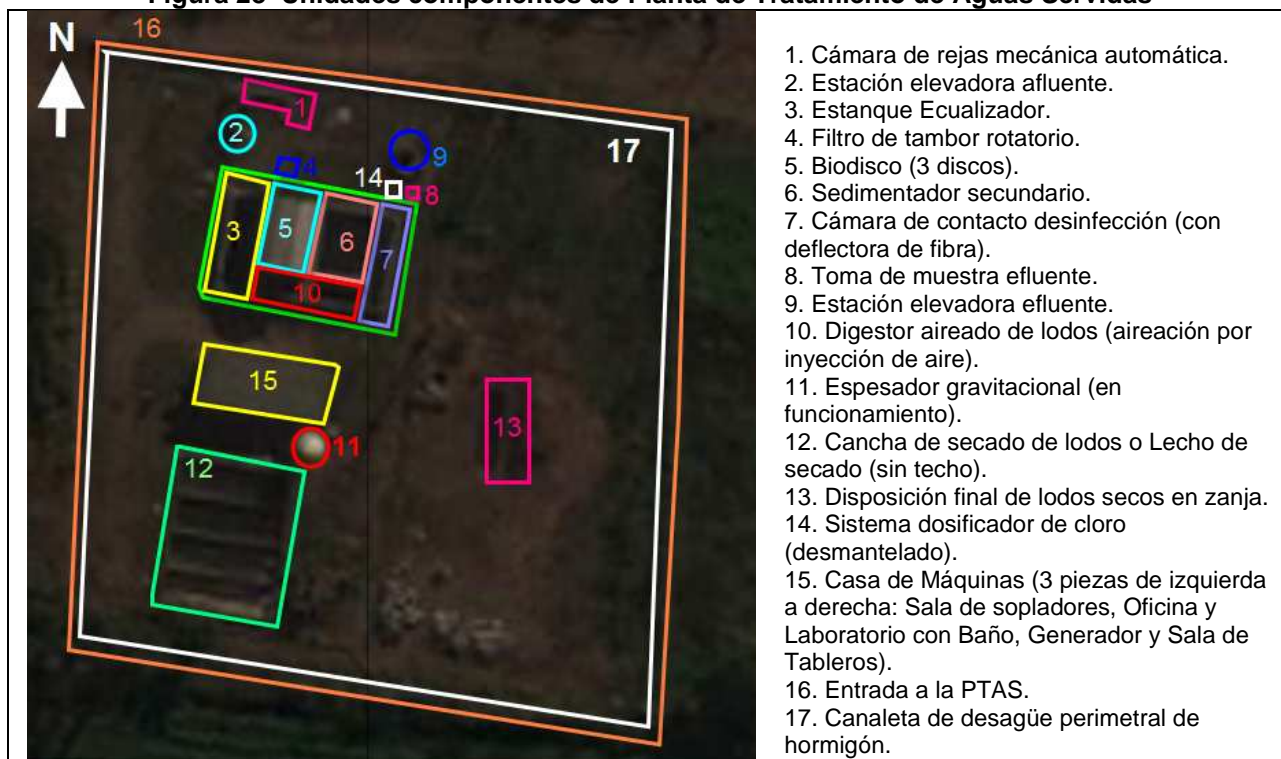 Figura 28 Unidades componentes de Planta de Tratamiento de Aguas Servidas
N
16
1
2
4
9
17
14
8
3
5
6
7
10
15
13
11
12
1. Cámara de rejas mecánica automática.
2. Estación elevadora afluente.
3. Estanque Ecualizador.
4. Filtro de tambor rotatorio.
5. Biodisco (3 discos).
6. Sedimentador secundario.
7. Cámara de contacto desinfección (con
deflectora de fibra).
8. Toma de muestra efluente.
9. Estación elevadora efluente.
10. Digestor aireado de lodos (aireación por
inyección de aire).
11. Espesador gravitacional (en
funcionamiento).
12. Cancha de secado de lodos o Lecho de
secado (sin techo).
13. Disposición final de lodos secos en zanja.
14. Sistema dosificador de cloro
(desmantelado).
15. Casa de Máquinas (3 piezas de izquierda
a derecha: Sala de sopladores, Oficina y
Laboratorio con Baño, Generador y Sala de
Tableros).
16. Entrada a la PTAS.
17. Canaleta de desagüe perimetral de
hormigón.